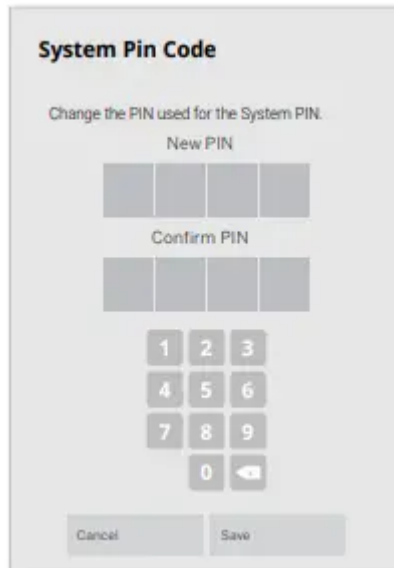 System Pin Code
Change the PIN used for the System PIN.
New PIN
Confirm PIN
1 2 3
4 5 6
7 8 9
0
Cancel Save